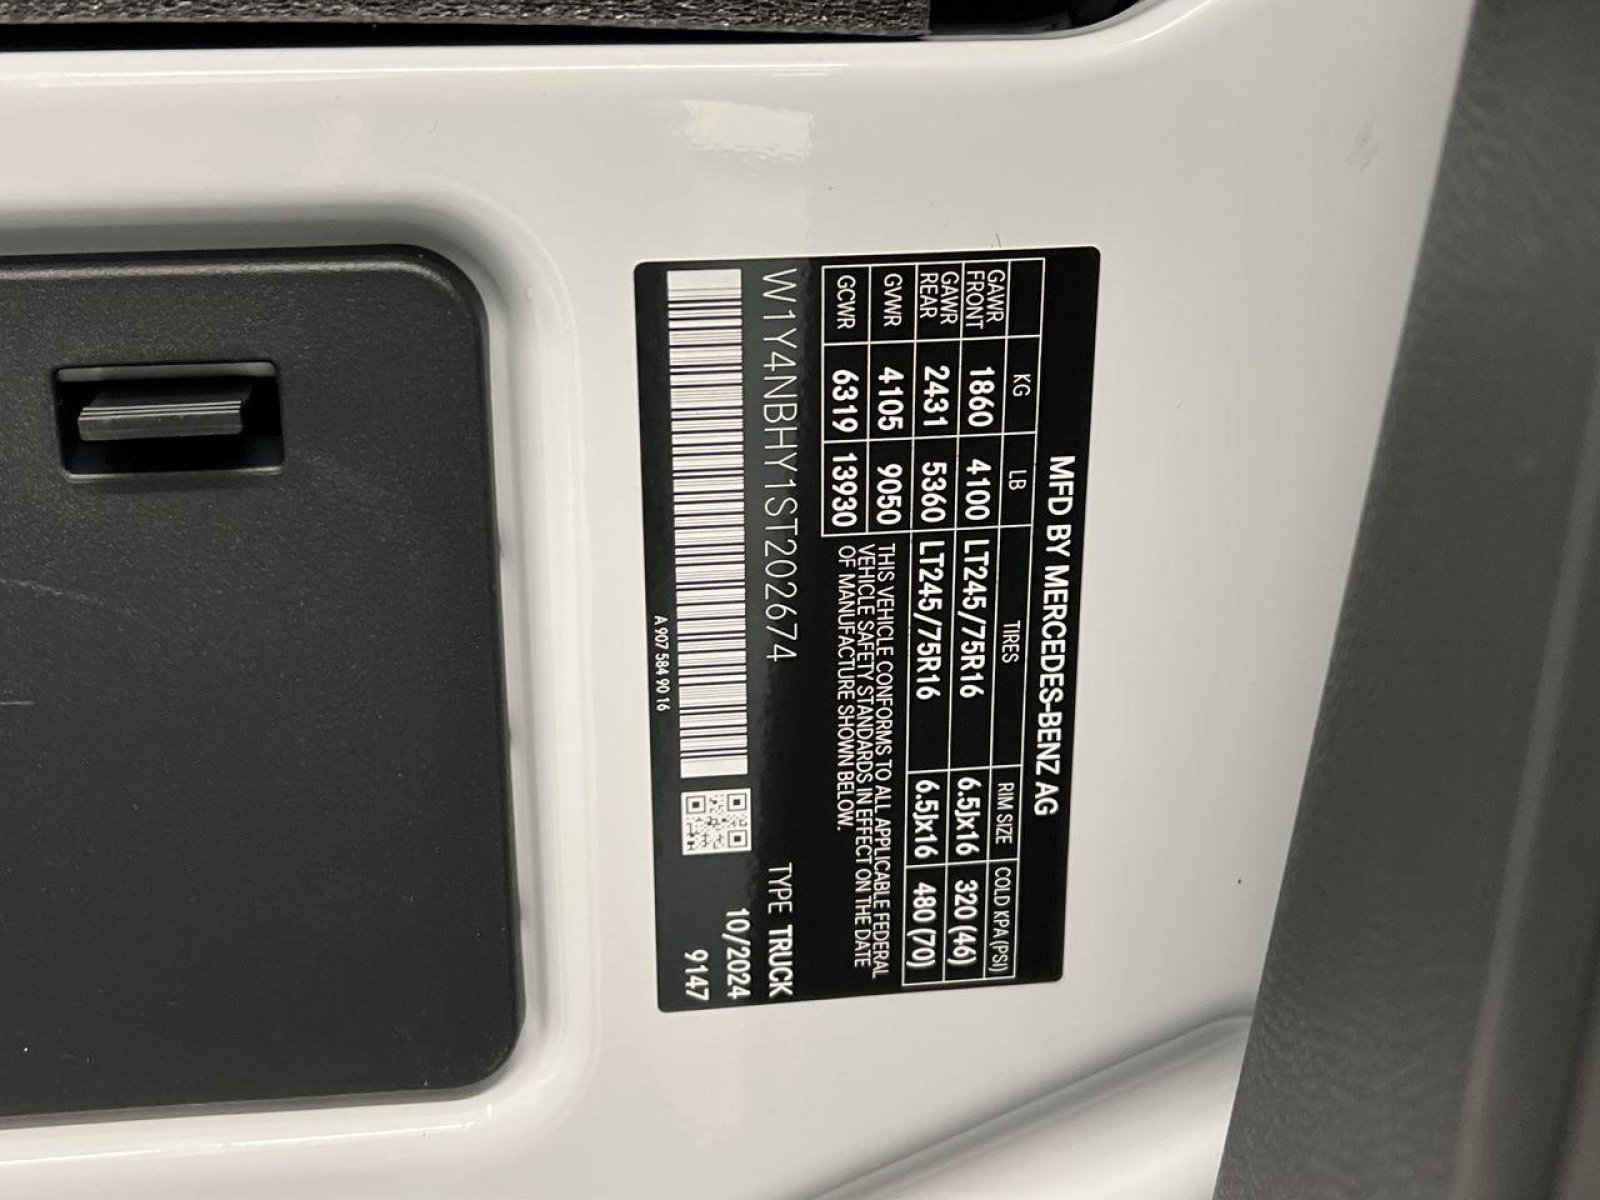 MFD BY MERCEDES-BENZ AG
KG LB TIRES RIM SIZE COLD KPA (PSI)
GAWR FRONT 1860 4100 LT245/75R16 6.5Jx16 320 (46)
GAWR REAR 2431 5360 LT245/75R16 6.5Jx16 480 (70)
GVWR 4105 9050
GCWR 6319 13930
THIS VEHICLE CONFORMS TO ALL APPLICABLE FEDERAL
VEHICLE SAFETY STANDARDS IN EFFECT ON THE DATE
OF MANUFACTURE SHOWN BELOW.
W1Y4NBHY1ST202674 TYPE TRUCK
10/2024
9147
A 907 584 90 16